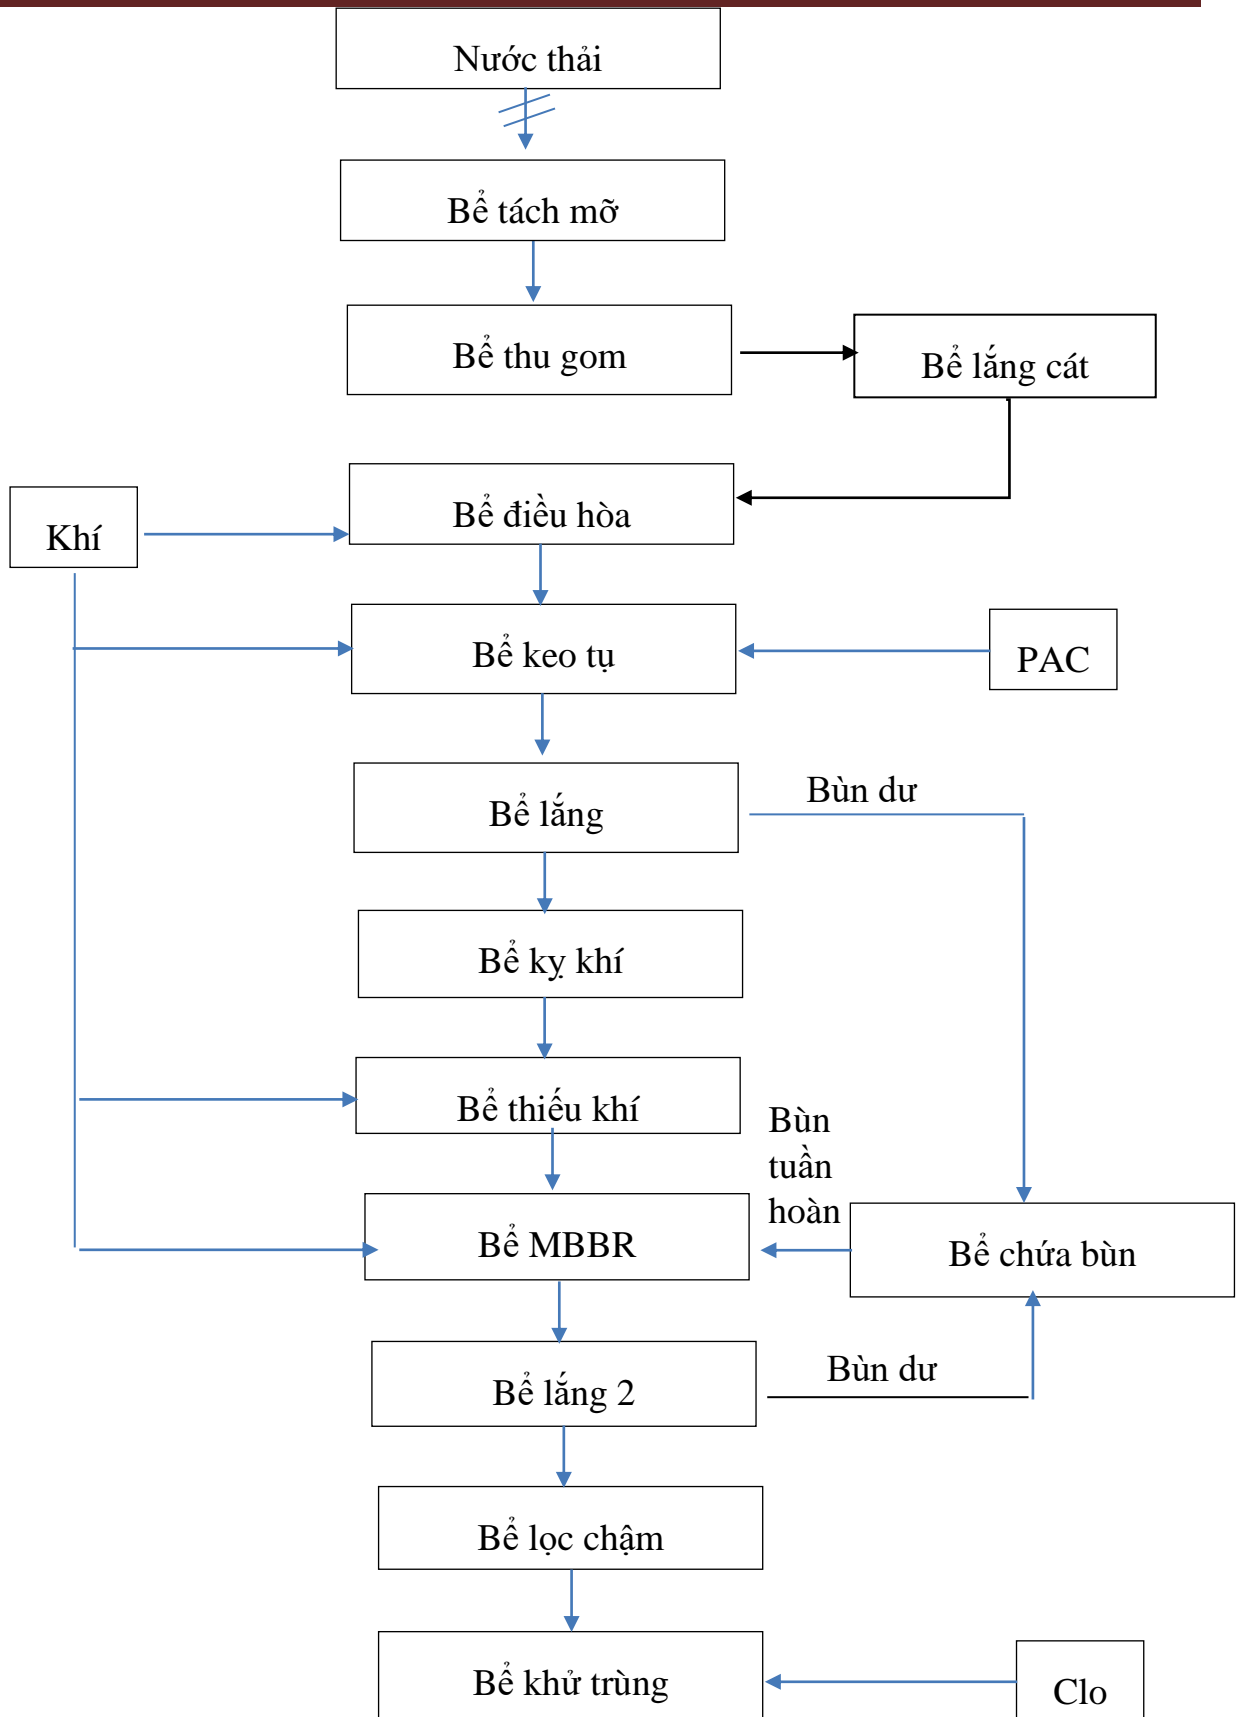 Nước thải
Bể tách mỡ
Bể thu gom
Bể lắng cát
Bể điều hòa
Khí
Bể keo tụ
PAC
Bể lắng
Bùn dư
Bể kỵ khí
Bể thiếu khí
Bùn
tuần
hoàn
Bể MBBR
Bể chứa bùn
Bể lắng 2
Bùn dư
Bể lọc chậm
Bể khử trùng
Clo